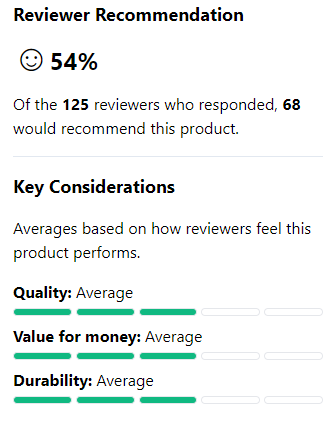 Reviewer Recommendation
54%
Of the 125 reviewers who responded, 68
would recommend this product.
Key Considerations
Averages based on how reviewers feel this
product performs.
Quality: Average
Value for money: Average
Durability: Average